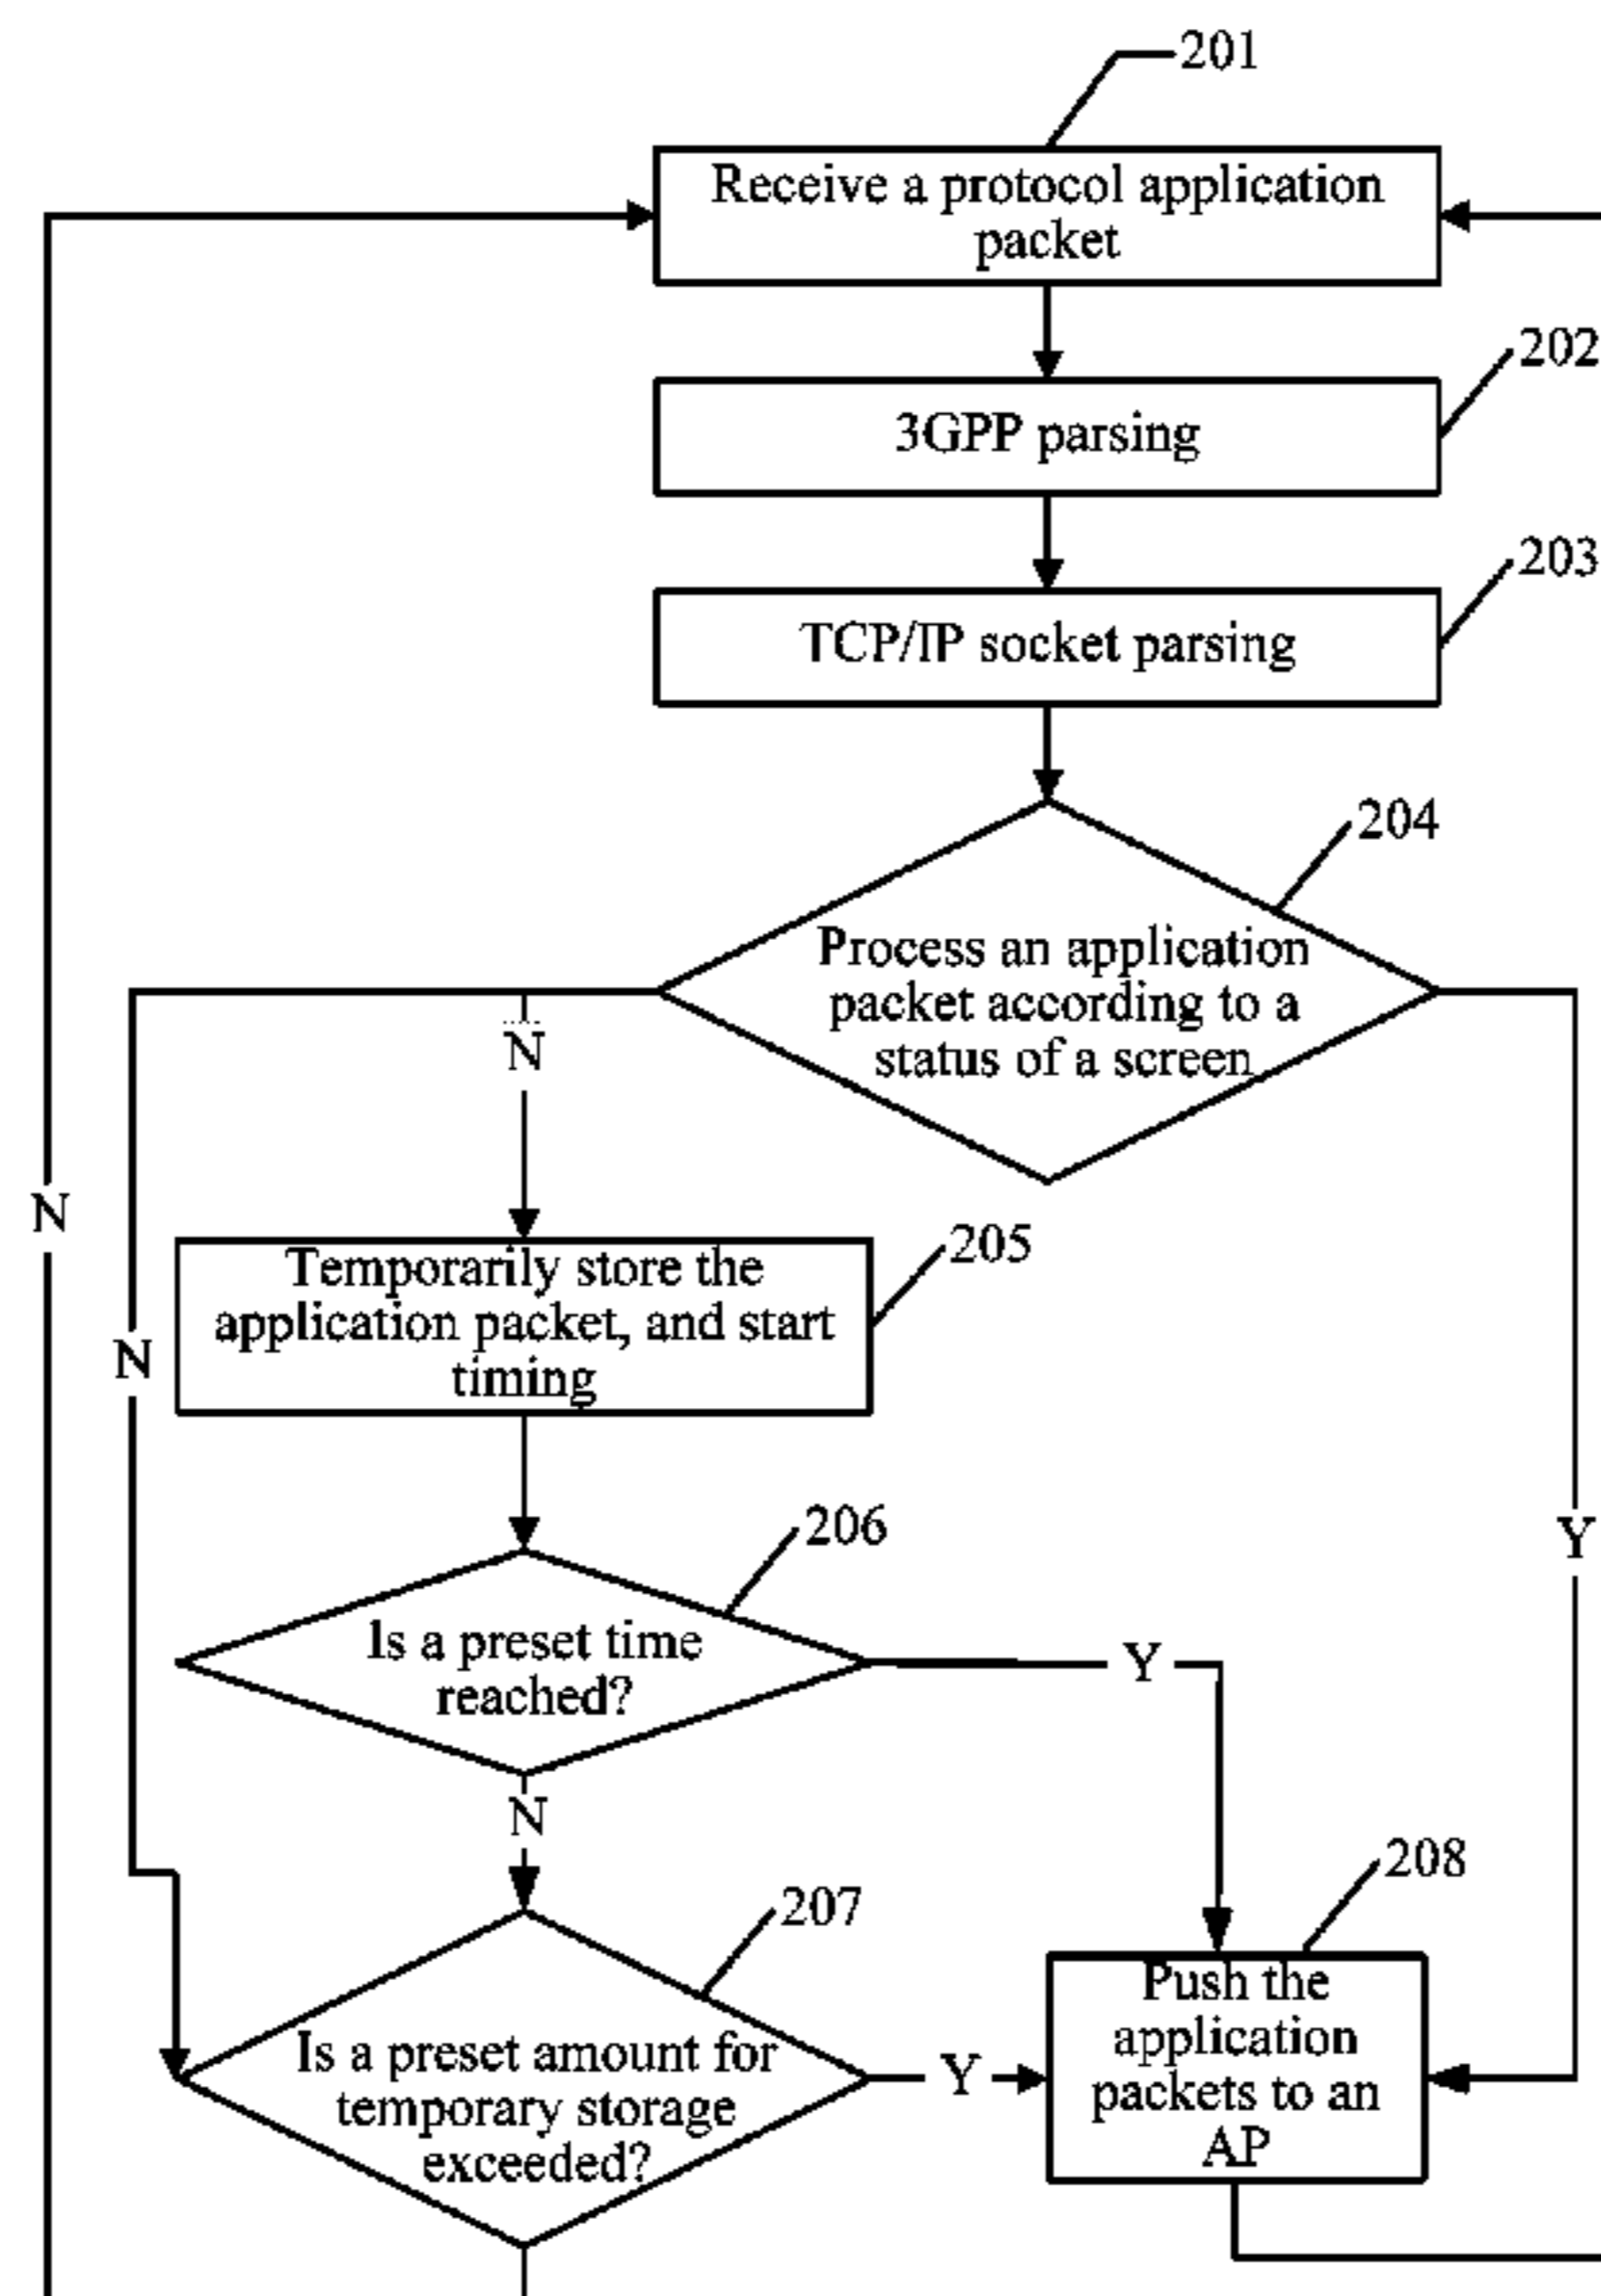 201
Receive a protocol application
packet
202
3GPP parsing
203
TCP/IP socket parsing
204
Process an application
packet according to a
status of a screen
N
N
205
Temporarily store the
application packet, and start
timing
N
206
Is a preset time
reached?
Y
Y
N
207
208
Is a preset amount for
temporary storage
exceeded?
Y
Push the
application
packets to an
AP